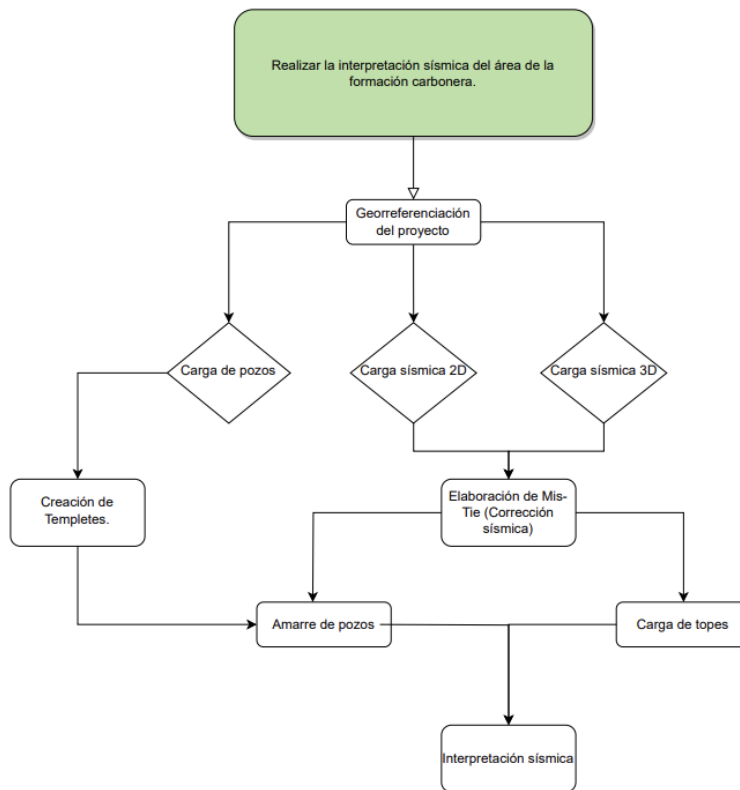 Realizar la interpretación sísmica del área de la
formación carbonera.
Georreferenciación
del proyecto
Carga de pozos
Carga sísmica 2D
Carga sísmica 3D
Creación de
Templetes.
Elaboración de Mis-
Tie (Corrección
sísmica)
Amarre de pozos
Carga de topes
Interpretación sísmica